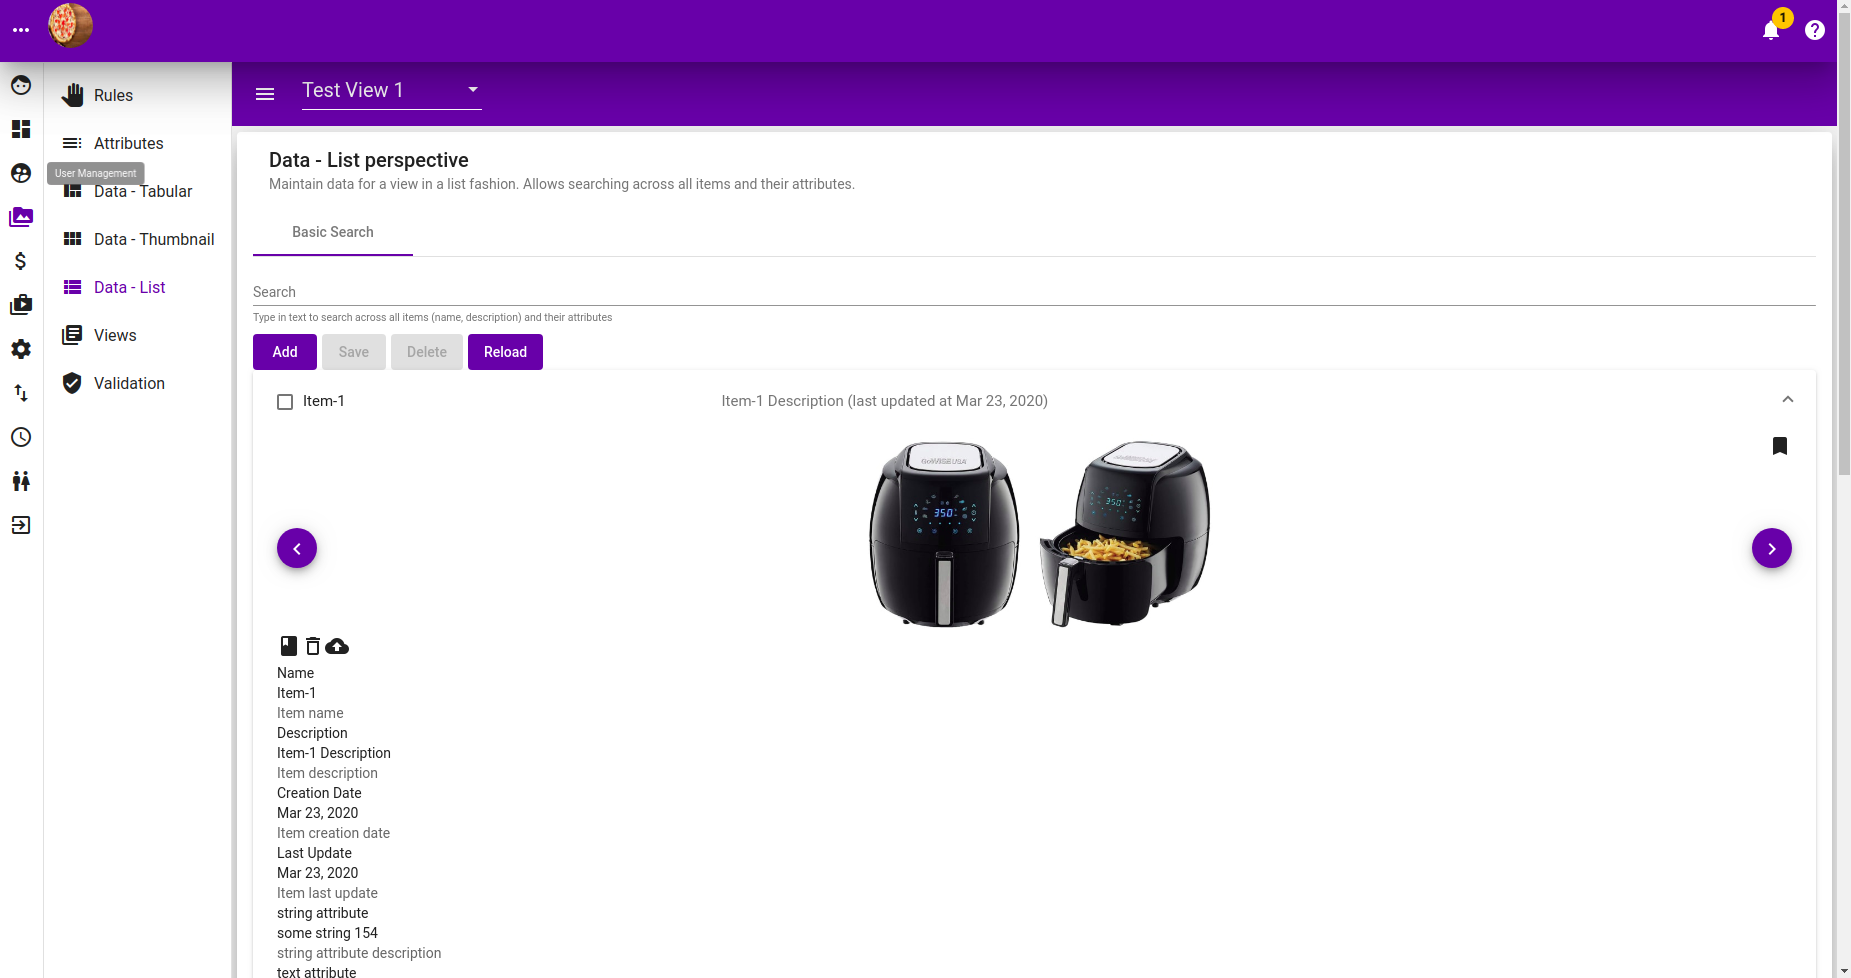 1
Test View 1
Rules
Attributes
User Management
Data - Tabular
Data - Thumbnail
Data - List
Views
Validation
Data - List perspective
Maintain data for a view in a list fashion. Allows searching across all items and their attributes.
Basic Search
Search
Type in text to search across all items (name, description) and their attributes
Add Save Delete Reload
Item-1 Item-1 Description (last updated at Mar 23, 2020)
GoWISE USA
350°
350°
Name
Item-1
Item name
Description
Item-1 Description
Item description
Creation Date
Mar 23, 2020
Item creation date
Last Update
Mar 23, 2020
Item last update
string attribute
some string 154
string attribute description
text attribute